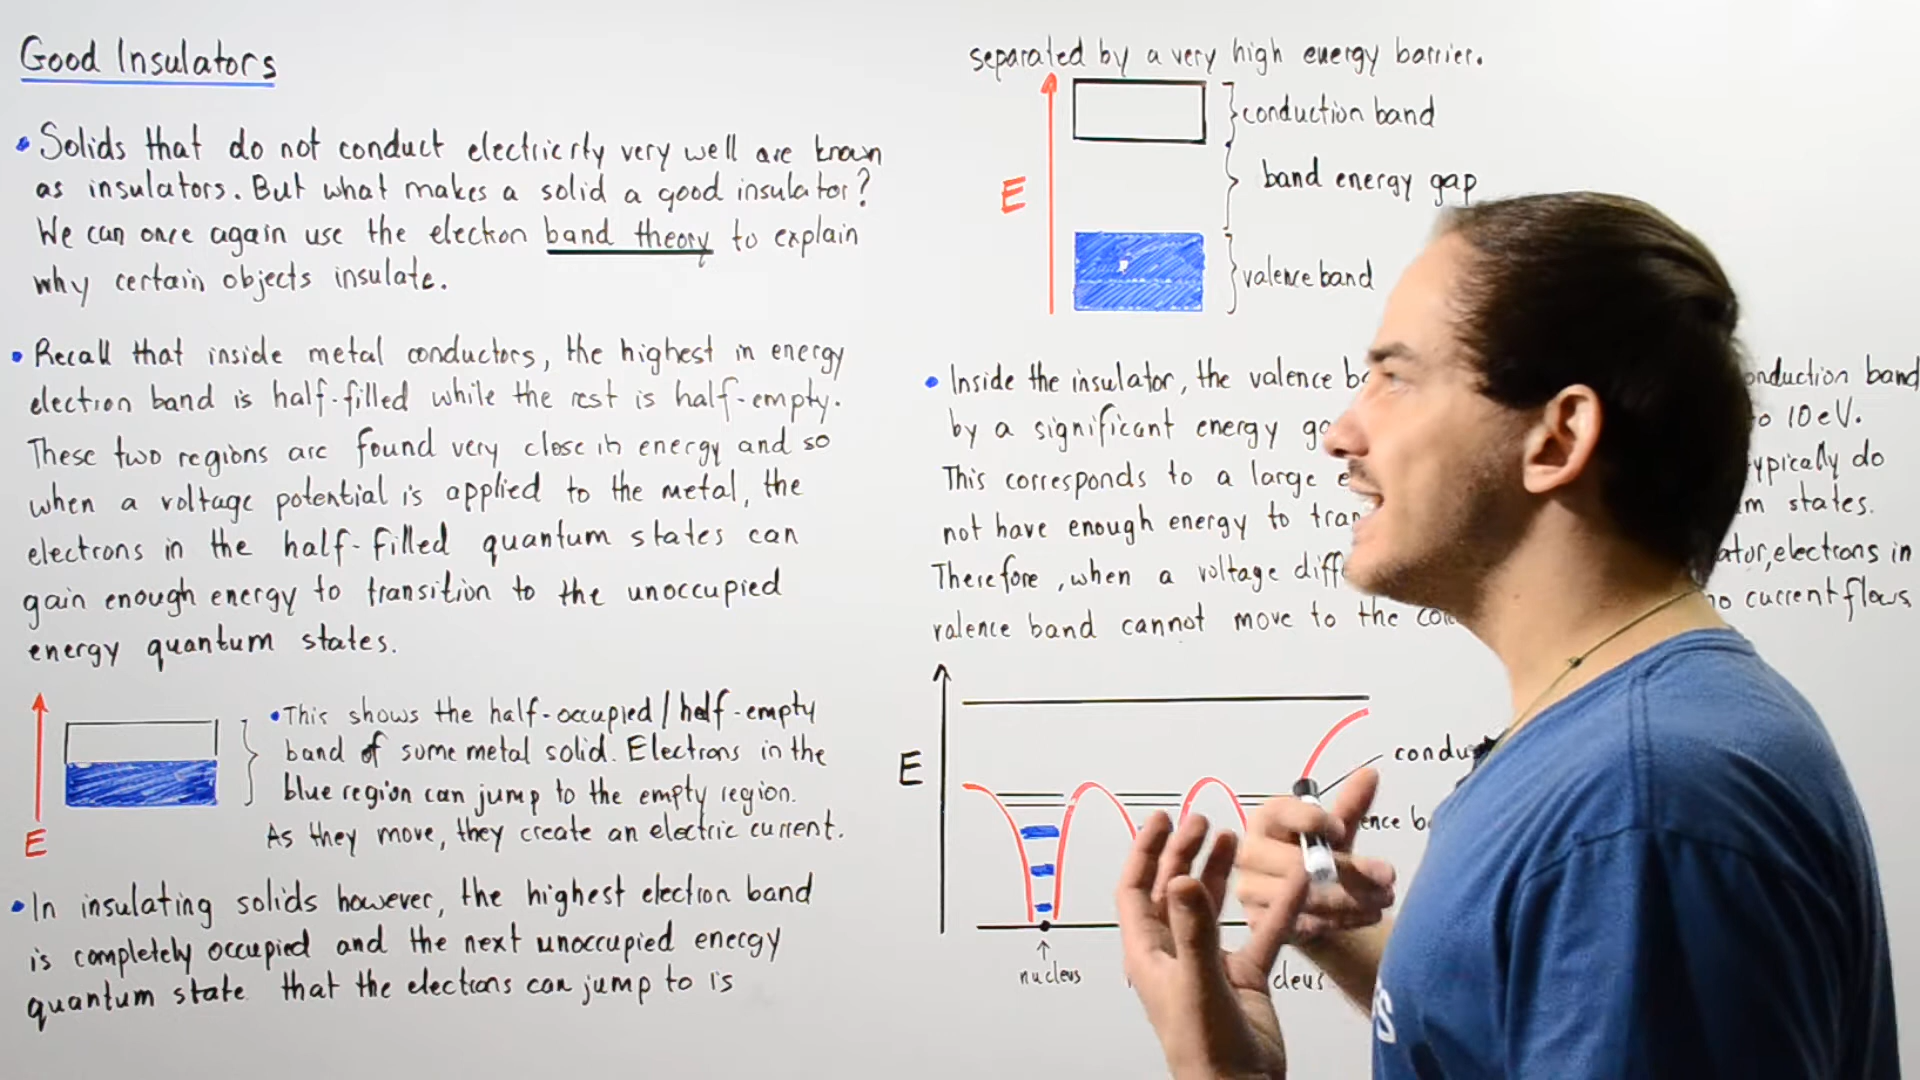 Good Insulators
• Solids that do not conduct electricity very well are known
as insulators. But what makes a solid a good insulator?
We can once again use the electron band theory to explain
why certain objects insulate.
• Recall that inside metal conductors, the highest in energy
electron band is half-filled while the rest is half-empty.
These two regions are found very close in energy and so
when a voltage potential is applied to the metal, the
electrons in the half-filled quantum states can
gain enough energy to transition to the unoccupied
energy quantum states.
E
• This shows the half-occupied/half-empty
band of some metal solid. Electrons in the
blue region can jump to the empty region.
As they move, they create an electric current.
• In insulating solids however, the highest electron band
is completely occupied and the next unoccupied energy
quantum state that the electrons can jump to is
separated by a very high energy barrier.
E
conduction band
band energy gap
valence band
• Inside the insulator, the valence onduction band
by a significant energy to 10eV.
This corresponds to a large typically do
not have enough energy to states.
Therefore, when a voltage electrons in
valence band cannot move to the no current flows
E
nucleus